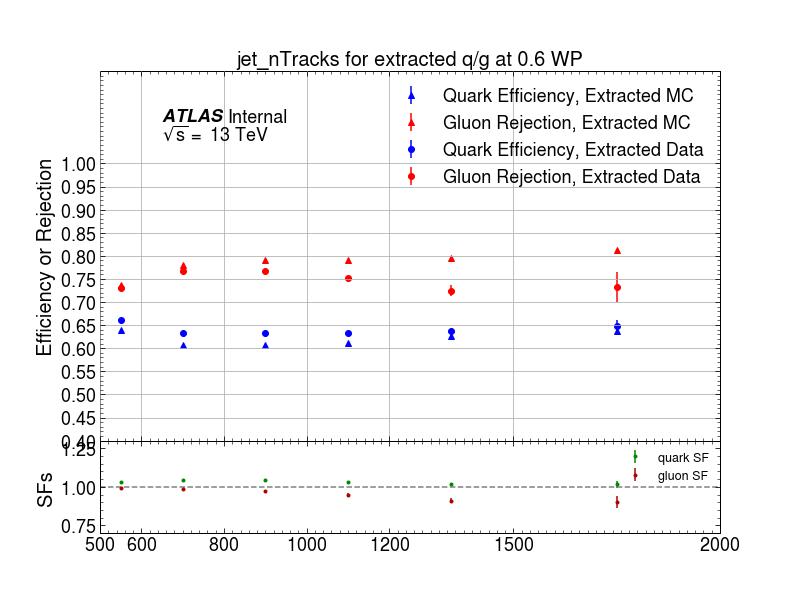 jet_nTracks for extracted q/g at 0.6 WP
ATLAS Internal
√s = 13 TeV
Quark Efficiency, Extracted MC
Gluon Rejection, Extracted MC
Quark Efficiency, Extracted Data
Gluon Rejection, Extracted Data
Efficiency or Rejection
1.00
0.95
0.90
0.85
0.80
0.75
0.70
0.65
0.60
0.55
0.50
0.45
0.40
SFs
1.25
1.00
0.75
quark SF
gluon SF
500 600 800 1000 1200 1500 2000